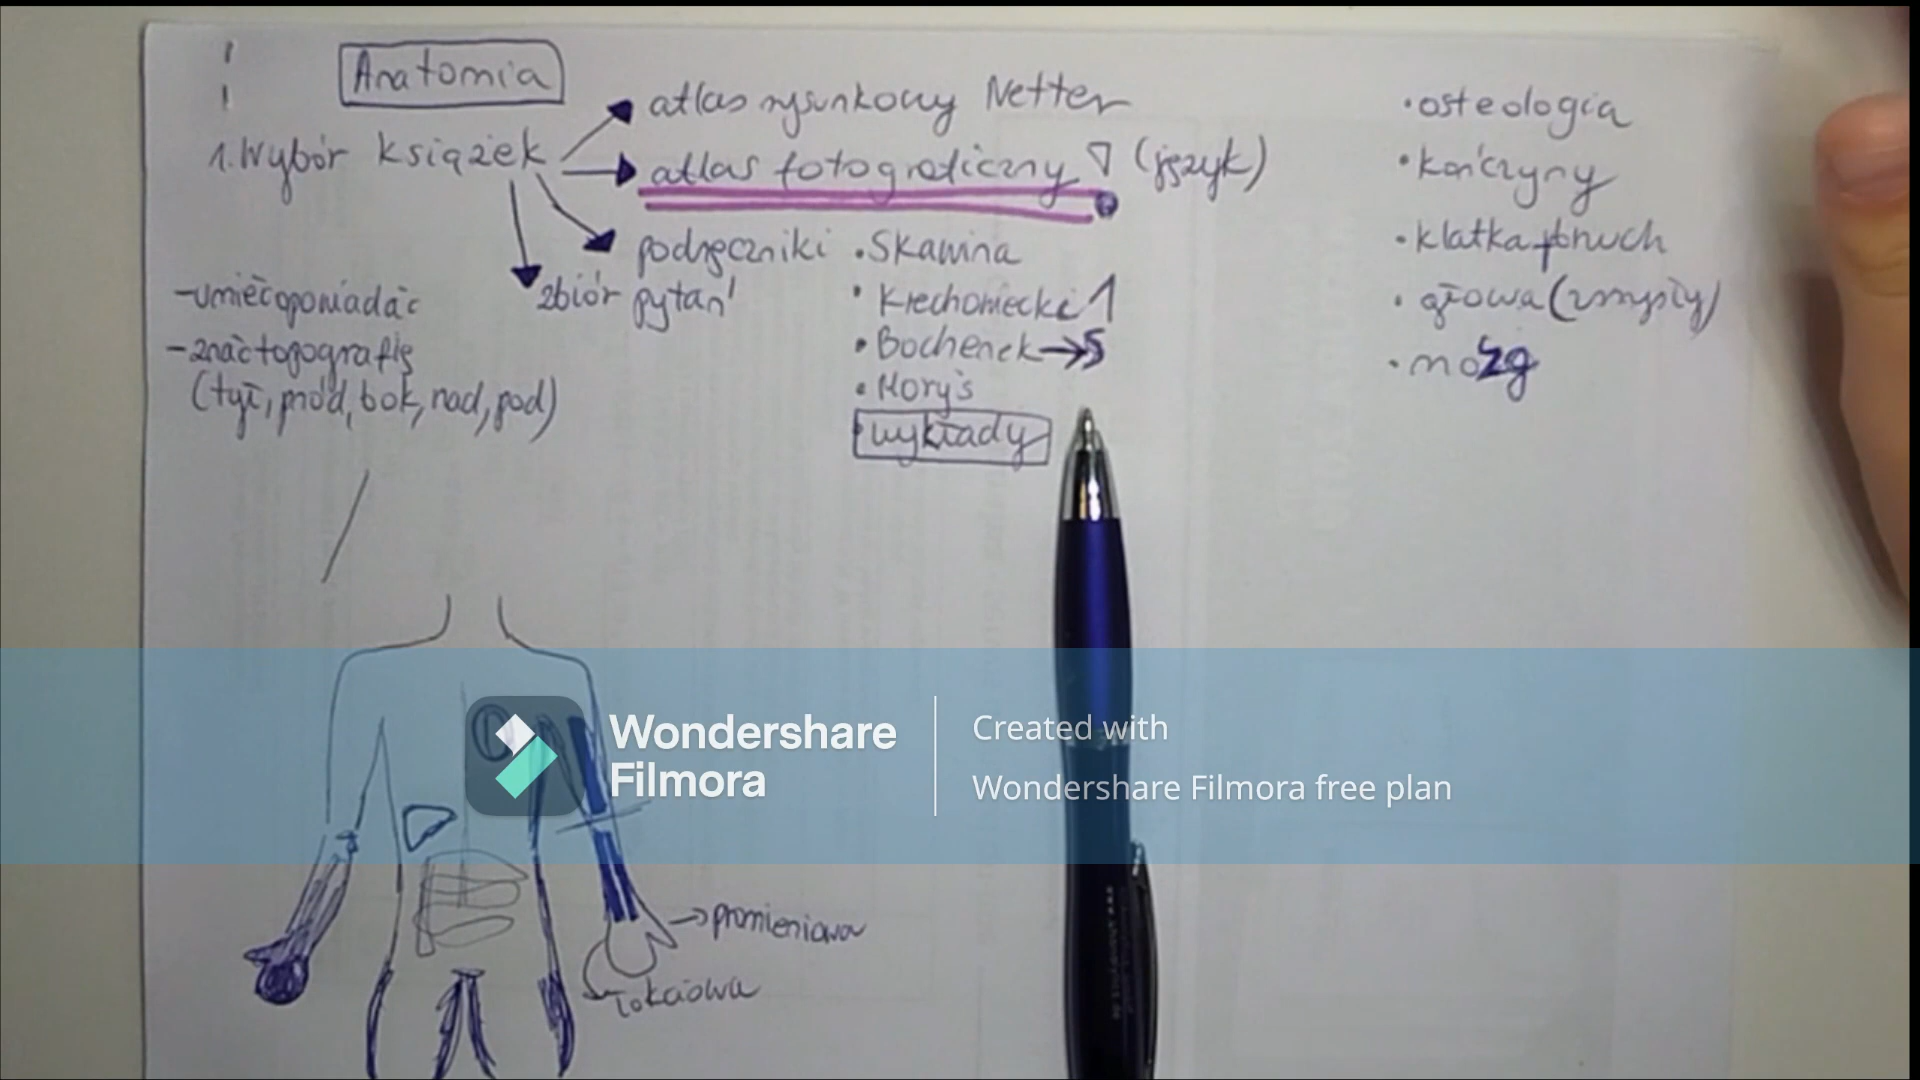 Anatomia
1. Wybór książek
atlas rysunkowy Netter
atlas fotograficzny (język)
podręczniki
• Skawina
• Krechowiecki 1
• Bochenek → 5
• Moryś
• wykłady
zbiór pytań
- umieć opowiadać
- znać topografię
(tył, przód, bok, nad, pod)
• osteologia
• kończyny
• klatka + brzuch
• głowa (zmysły)
• mózg
→ promieniowa
łokciowa
Wondershare
Filmora
Created with
Wondershare Filmora free plan